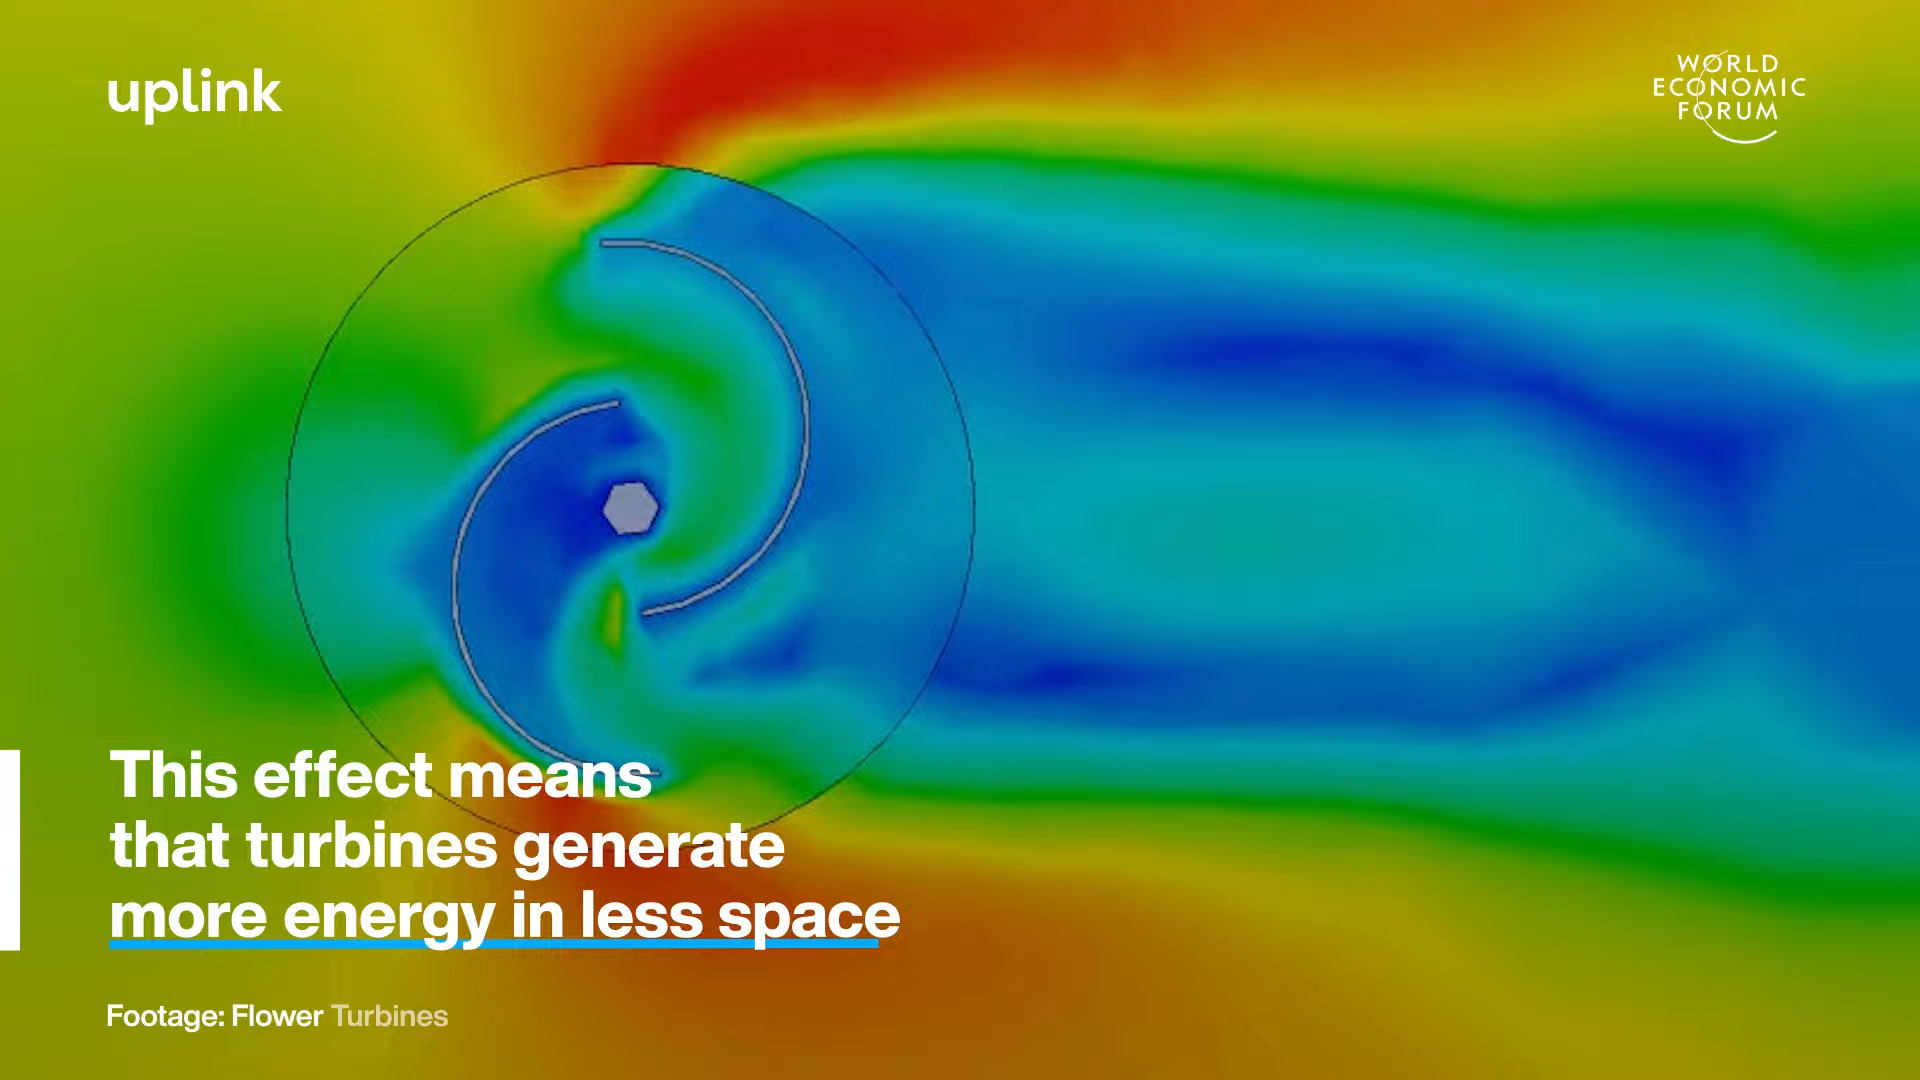 uplink
WORLD
ECONOMIC
FORUM
This effect means
that turbines generate
more energy in less space
Footage: Flower Turbines